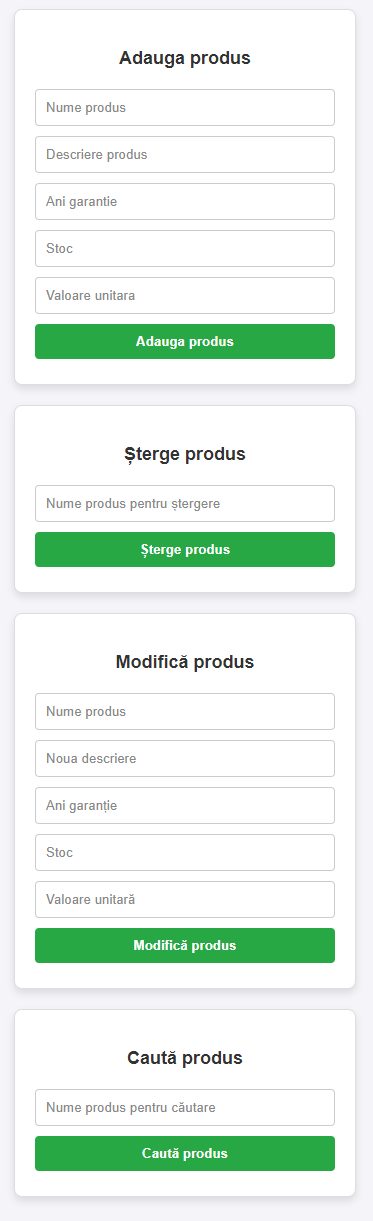 Adauga produs
Nume produs
Descriere produs
Ani garantie
Stoc
Valoare unitara
Adauga produs
Șterge produs
Nume produs pentru ștergere
Șterge produs
Modifică produs
Nume produs
Noua descriere
Ani garanție
Stoc
Valoare unitară
Modifică produs
Caută produs
Nume produs pentru căutare
Caută produs